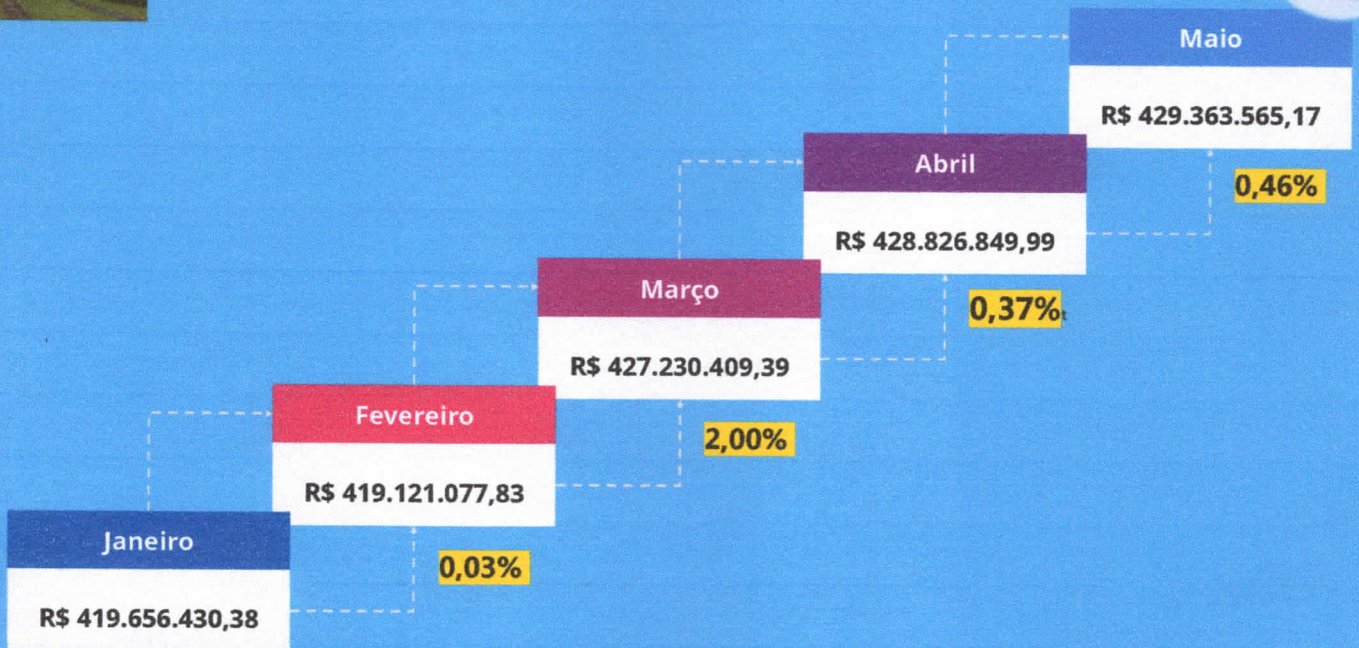 Maio
R$ 429.363.565,17
0,46%
Abril
R$ 428.826.849,99
0,37%
Março
R$ 427.230.409,39
2,00%
Fevereiro
R$ 419.121.077,83
0,03%
Janeiro
R$ 419.656.430,38